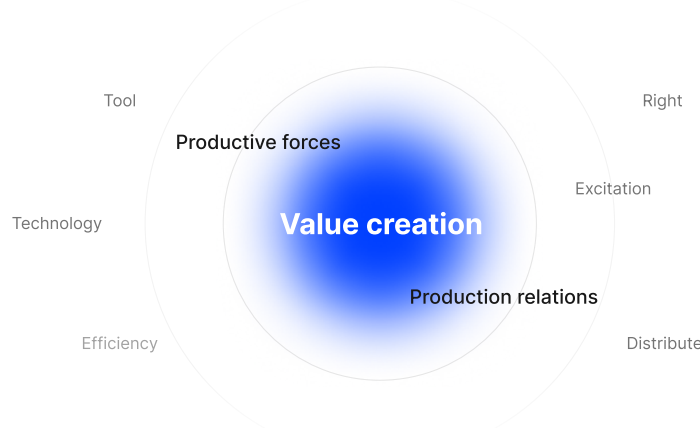 Tool
Right
Productive forces
Excitation
Technology
Value creation
Production relations
Efficiency
Distribute